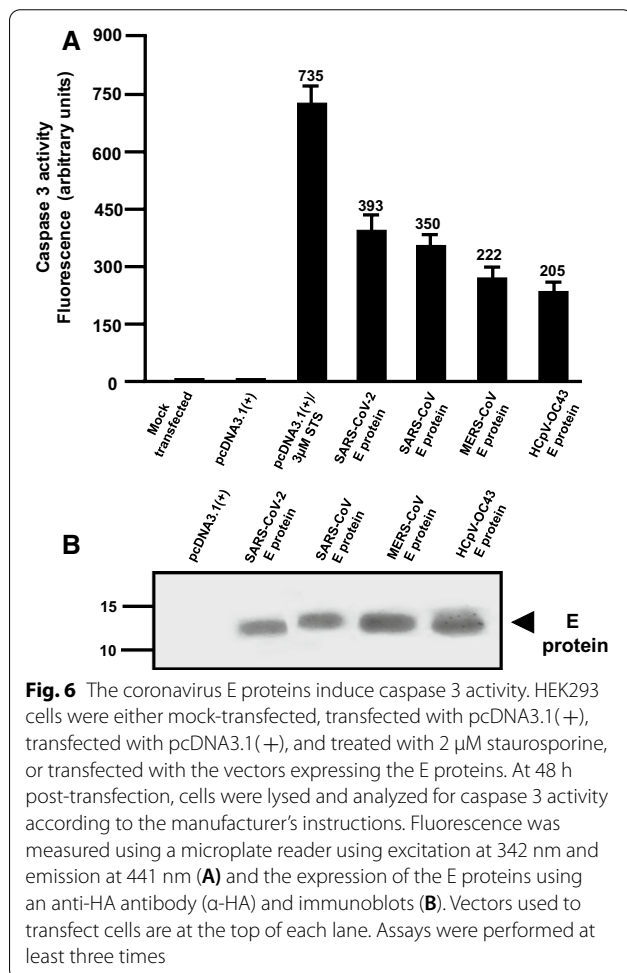 A
900
750
600
450
300
150
0
Caspase 3 activity
Fluorescence (arbitrary units)
735
393
350
222
205
Mock
transfected
pcDNA3.1(+)
pcDNA3.1(+)/
3µM STS
SARS-CoV-2
E protein
SARS-CoV
E protein
MERS-CoV
E protein
HCpV-OC43
E protein
B
pcDNA3.1(+)
SARS-CoV-2
E protein
SARS-CoV
E protein
MERS-CoV
E protein
HCpV-OC43
E protein
15
10
E
protein
Fig. 6 The coronavirus E proteins induce caspase 3 activity. HEK293
cells were either mock-transfected, transfected with pcDNA3.1(+),
transfected with pcDNA3.1(+), and treated with 2 µM staurosporine,
or transfected with the vectors expressing the E proteins. At 48 h
post-transfection, cells were lysed and analyzed for caspase 3 activity
according to the manufacturer's instructions. Fluorescence was
measured using a microplate reader using excitation at 342 nm and
emission at 441 nm (A) and the expression of the E proteins using
an anti-HA antibody (α-HA) and immunoblots (B). Vectors used to
transfect cells are at the top of each lane. Assays were performed at
least three times